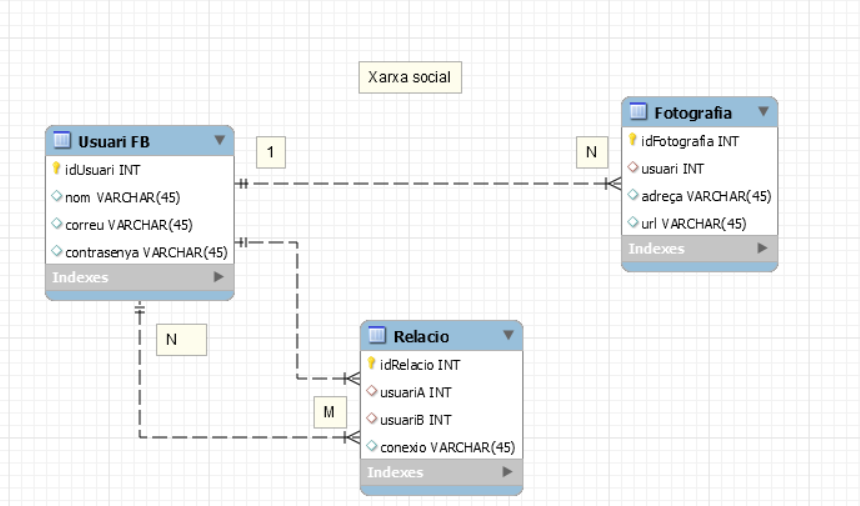 Xarxa social
Usuari FB
idUsuari INT
nom VARCHAR(45)
correu VARCHAR(45)
contrasenya VARCHAR(45)
Indexes
1
N
Fotografia
idFotografia INT
usuari INT
adreça VARCHAR(45)
url VARCHAR(45)
Indexes
N
M
Relacio
idRelacio INT
usuariA INT
usuariB INT
conexio VARCHAR(45)
Indexes